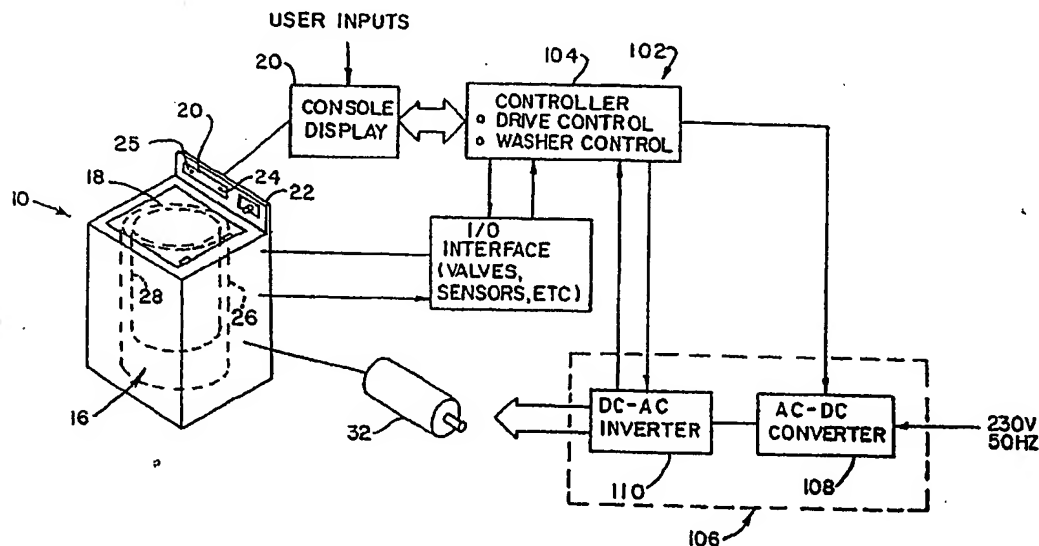 USER INPUTS
102
104
20
CONSOLE
DISPLAY
CONTROLLER
o DRIVE CONTROL
o WASHER CONTROL
20
25
24
22
18
10
I/O
INTERFACE
(VALVES,
SENSORS, ETC)
28
26
16
32
DC-AC
INVERTER
AC-DC
CONVERTER
230V
50HZ
110
108
106